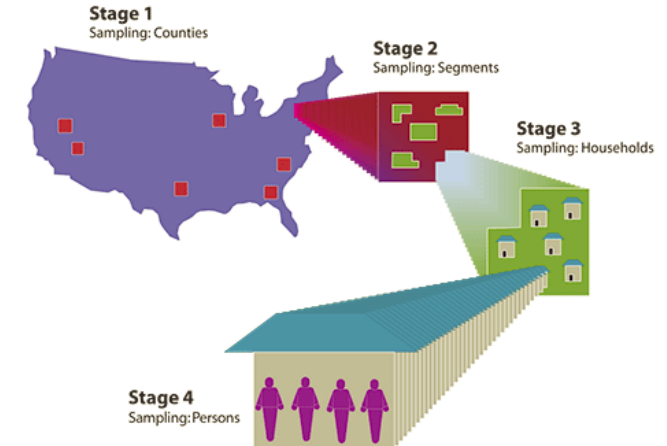 Stage 1
Sampling: Counties
Stage 2
Sampling: Segments
Stage 3
Sampling: Households
Stage 4
Sampling: Persons